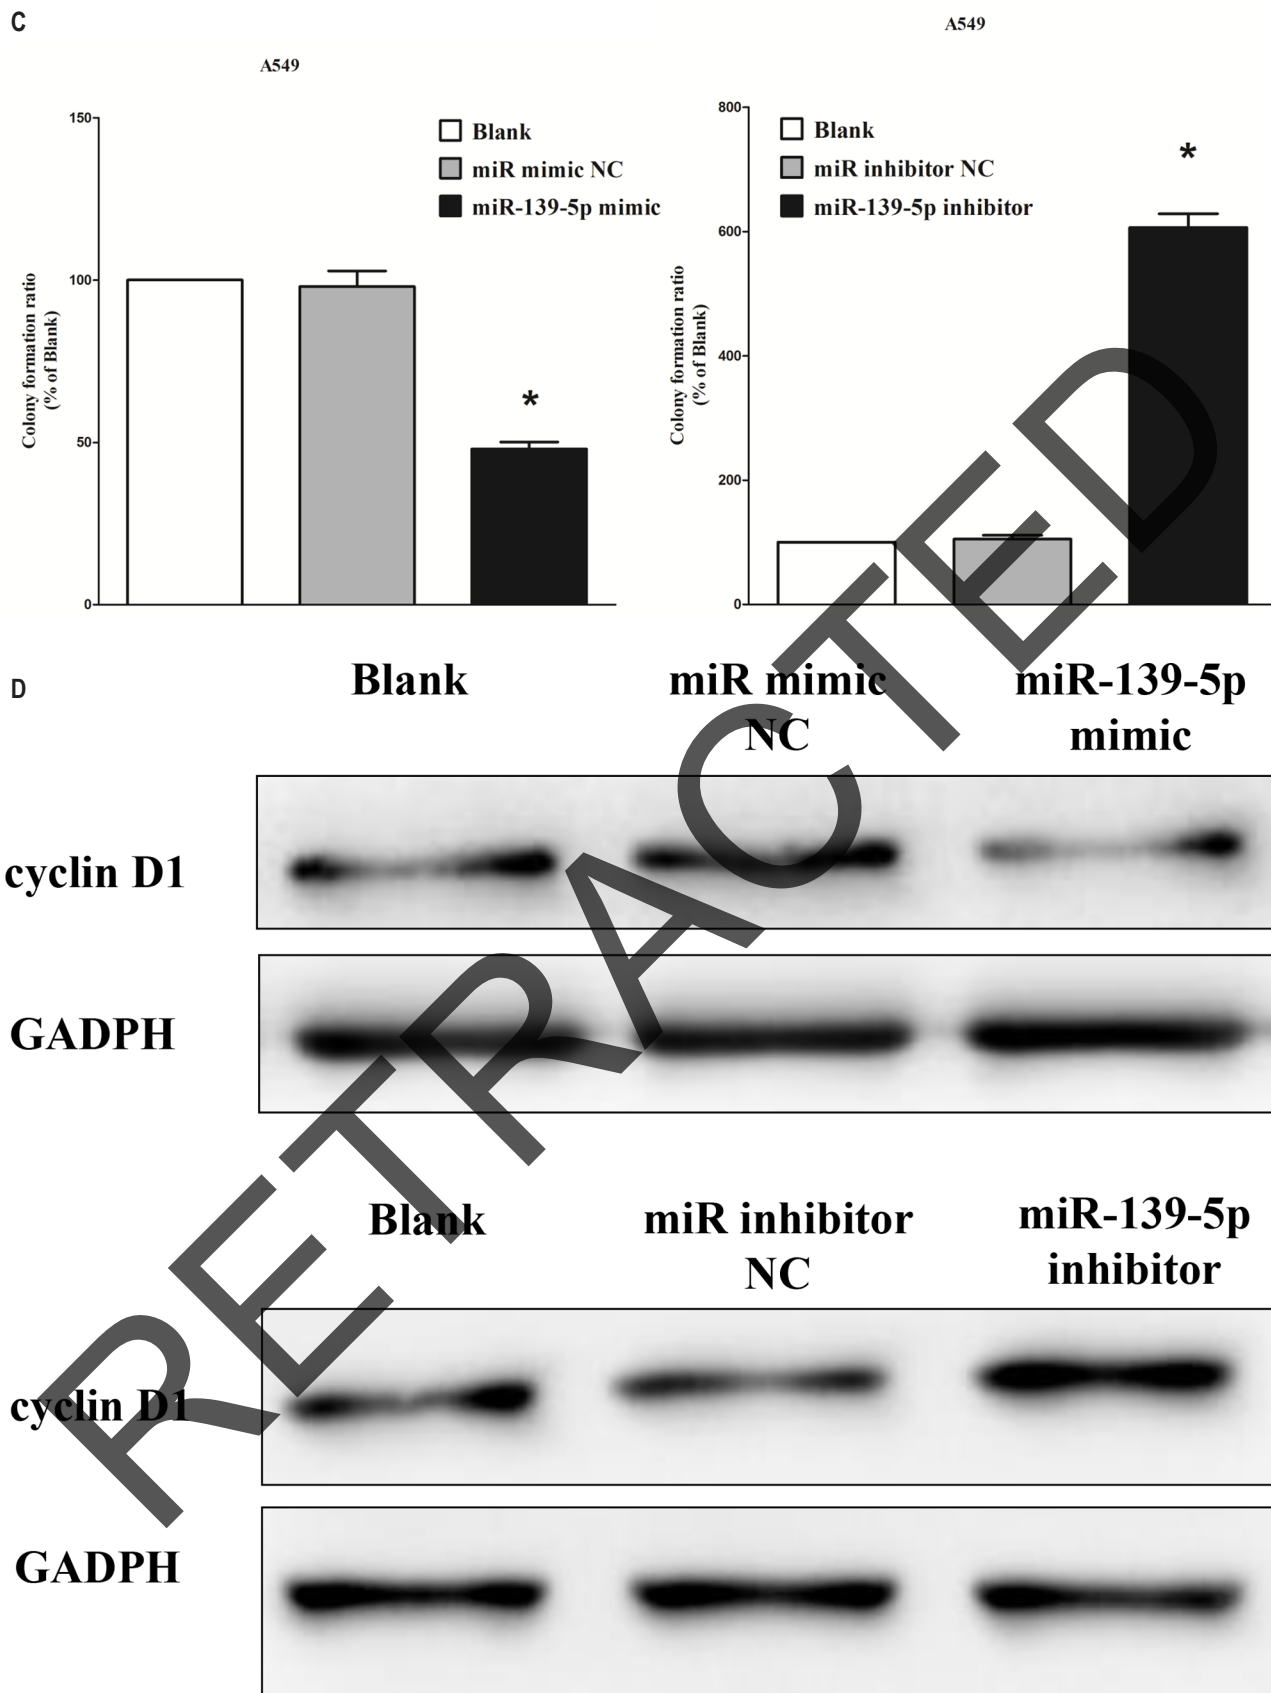 C
A549
150
100
50
0
Colony formation ratio
(% of Blank)
Blank
miR mimic NC
miR-139-5p mimic
*
A549
800
600
400
200
0
Colony formation ratio
(% of Blank)
Blank
miR inhibitor NC
miR-139-5p inhibitor
*
D
Blank
miR mimic
NC
miR-139-5p
mimic
cyclin D1
GADPH
Blank
miR inhibitor
NC
miR-139-5p
inhibitor
cyclin D1
GADPH
RETRACTED